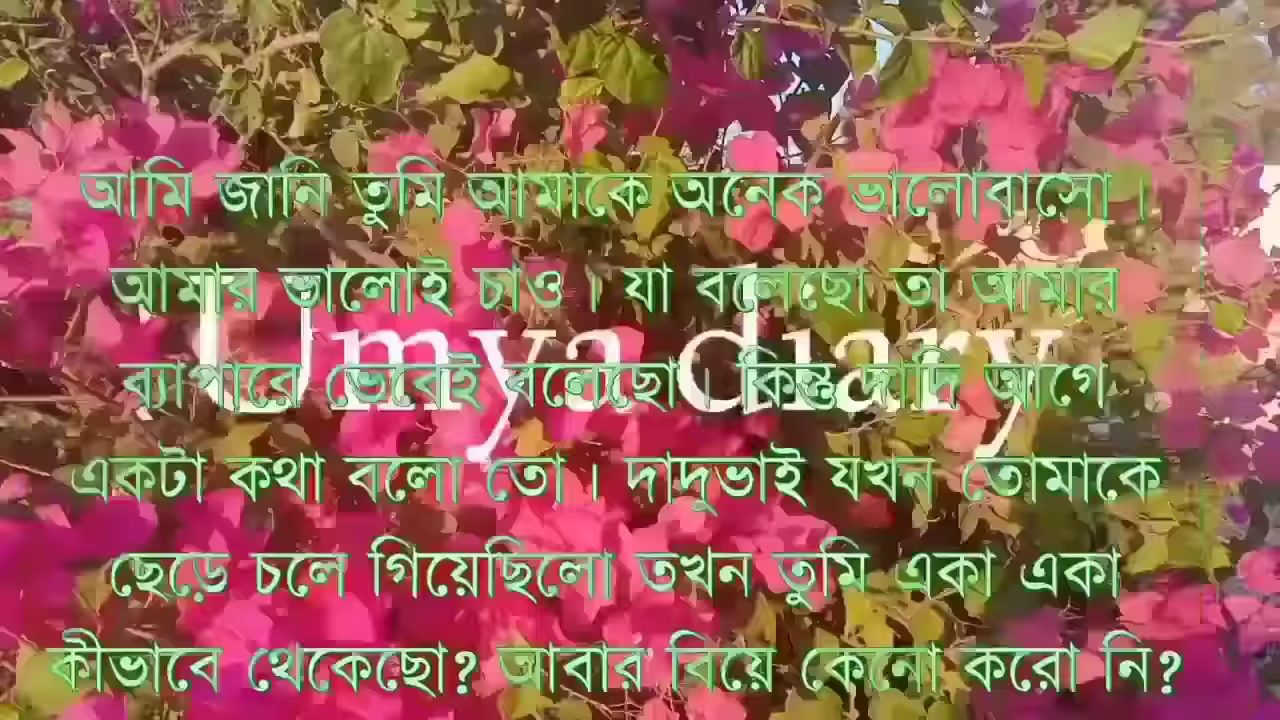 আমি জানি তুমি আমাকে অনেক ভালোবাসো ।
আমার ভালোই চাও । যা বলেছো তা আমার
Umya diary
ব্যাপারে ভেবেই বলেছো । কিন্তু দাদি আগে
একটা কথা বলো তো । দাদুভাই যখন তোমাকে
ছেড়ে চলে গিয়েছিলো তখন তুমি একা একা
কীভাবে থেকেছো? আবার বিয়ে কেনো করো নি?